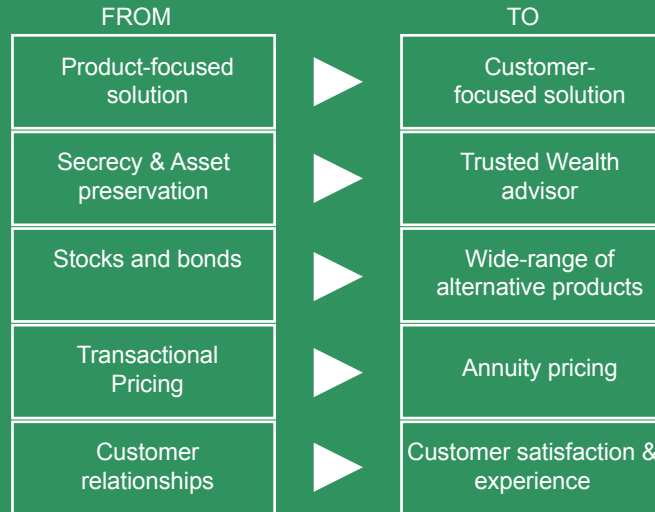 FROM
TO
Product-focused
solution
Customer-
focused solution
Secrecy & Asset
preservation
Trusted Wealth
advisor
Stocks and bonds
Wide-range of
alternative products
Transactional
Pricing
Annuity pricing
Customer
relationships
Customer satisfaction &
experience